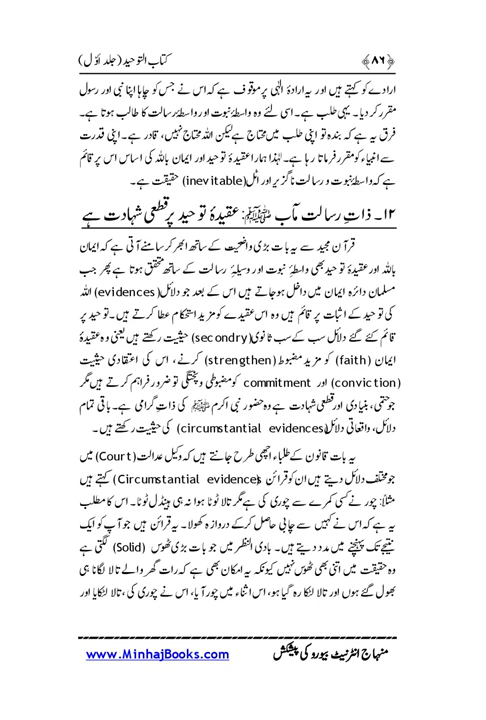 ﴿۸۶﴾ کتاب التوحید (جلد اوّل)
ارادے کو کہتے ہیں اور یہ ارادۂ الٰہی پر موقوف ہے کہ اس نے جس کو چاہا اپنا نبی اور رسول
مقرر کر دیا۔ یہی طلب ہے۔ اسی لئے وہ واسطۂ نبوت اور واسطۂ رسالت کا طالب ہوتا ہے۔
فرق یہ ہے کہ بندہ تو اپنی طلب میں محتاج ہے لیکن اللہ محتاج نہیں، قادر ہے۔ اپنی قدرت
سے انبیاء کو مقرر فرماتا رہا ہے۔ لہٰذا ہمارا عقیدۂ توحید اور ایمان باللہ کی اساس اس پر قائم
ہے کہ واسطۂ نبوت و رسالت ناگزیر اور اٹل (inevitable) حقیقت ہے۔
۱۲۔ ذاتِ رسالت مآب ﷺ: عقیدۂ توحید پر قطعی شہادت ہے
قرآن مجید سے یہ بات بڑی واضحیت کے ساتھ ابھر کر سامنے آتی ہے کہ ایمان
باللہ اور عقیدۂ توحید بھی واسطۂ نبوت اور وسیلۂ رسالت کے ساتھ متحقق ہوتا ہے پھر جب
مسلمان دائرہ ایمان میں داخل ہو جاتے ہیں اس کے بعد جو دلائل (evidences) اللہ
کی توحید کے اثبات پر قائم ہیں وہ اس عقیدے کو مزید استحکام عطا کرتے ہیں۔ توحید پر
قائم کئے گئے دلائل سب کے سب ثانوی (secondry) حیثیت رکھتے ہیں یعنی وہ عقیدۂ
ایمان (faith) کو مزید مضبوط (strengthen) کرنے، اس کی اعتقادی حیثیت
(conviction) اور commitment کو مضبوطی و پختگی تو ضرور فراہم کرتے ہیں مگر
جو حتمی، بنیادی اور قطعی شہادت ہے وہ حضور نبی اکرم ﷺ کی ذات گرامی ہے۔ باقی تمام
دلائل، واقعاتی دلائل (circumstantial evidences) کی حیثیت رکھتے ہیں۔
یہ بات قانون کے طلباء اچھی طرح جانتے ہیں کہ وکیل عدالت (Court) میں
جو مختلف دلائل دیتے ہیں ان کو قرائن (Circumstantial evidences) کہتے ہیں
مثلاً: چور نے کسی کمرے سے چوری کی ہے مگر تالا ٹوٹا ہوا نہ ہی ہینڈل ٹوٹا۔ اس کا مطلب
یہ ہے کہ اس نے کہیں سے چابی حاصل کرکے دروازہ کھولا۔ یہ قرائن ہیں جو آپ کو ایک
نتیجے تک پہنچنے میں مدد دیتے ہیں۔ بادی النظر میں جو بات بڑی ٹھوس (Solid) لگتی ہے
وہ حقیقت میں اتنی بھی ٹھوس نہیں کیونکہ یہ امکان بھی ہے کہ رات گھر والے تالا لگانا ہی
بھول گئے ہوں اور تالا لٹکا رہ گیا ہو، اس اثناء میں چور آیا، اس نے چوری کی، تالا لٹکایا اور
منہاج انٹرنیٹ بیورو کی پیشکش www.MinhajBooks.com